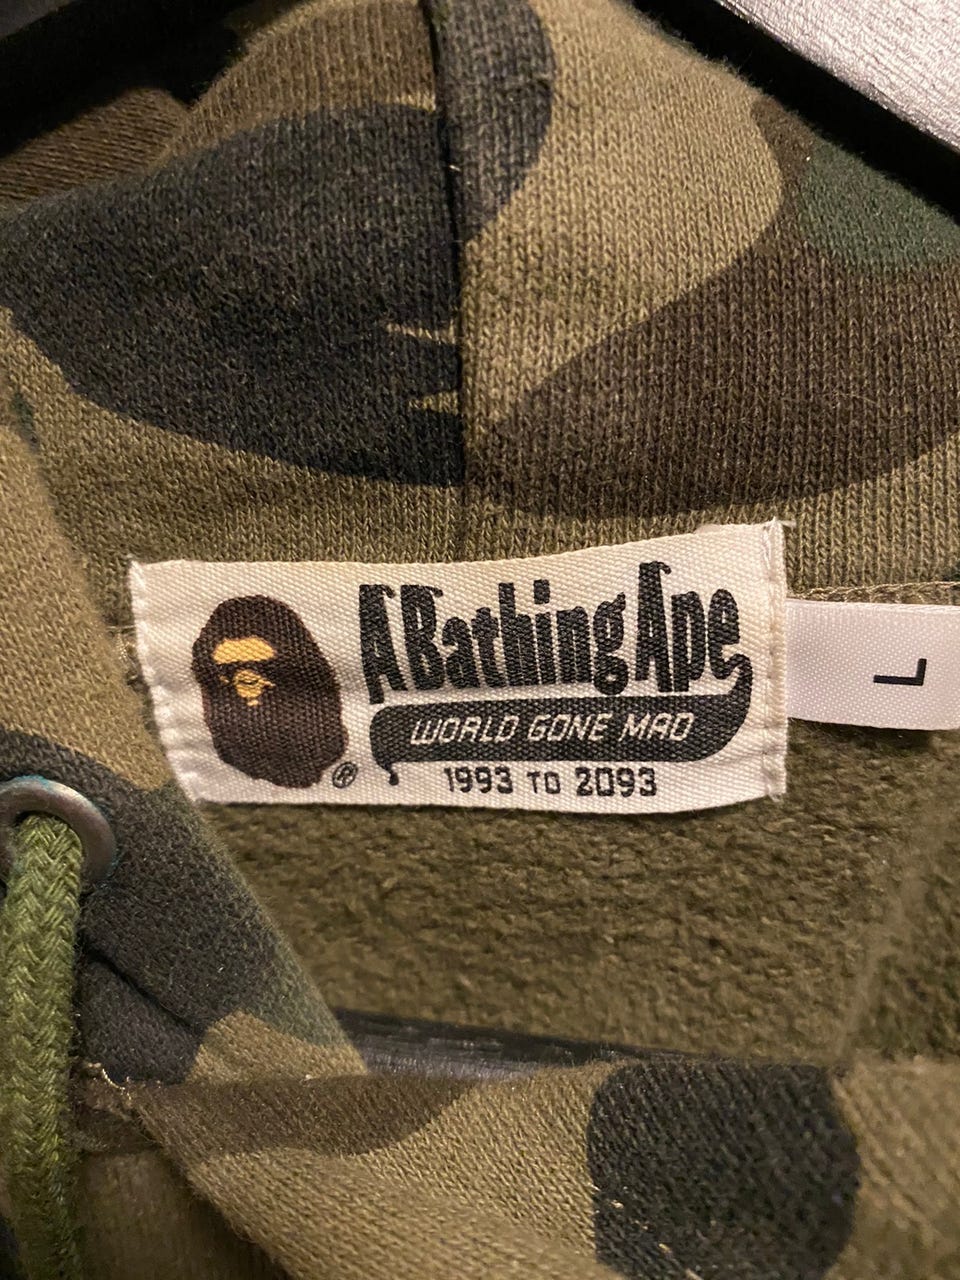 A Bathing Ape
WORLD GONE MAD
1993 TO 2093
®
L